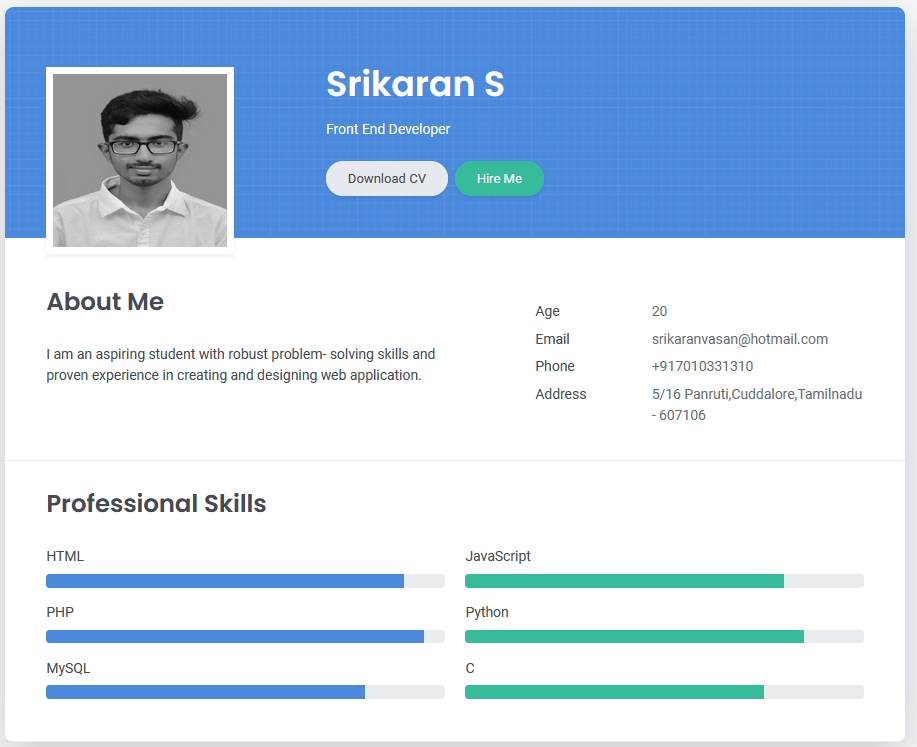 Srikaran S
Front End Developer
Download CV
Hire Me
About Me
I am an aspiring student with robust problem- solving skills and
proven experience in creating and designing web application.
Age 20
Email srikaranvasan@hotmail.com
Phone +917010331310
Address 5/16 Panruti,Cuddalore,Tamilnadu
- 607106
Professional Skills
HTML
JavaScript
PHP
Python
MySQL
C